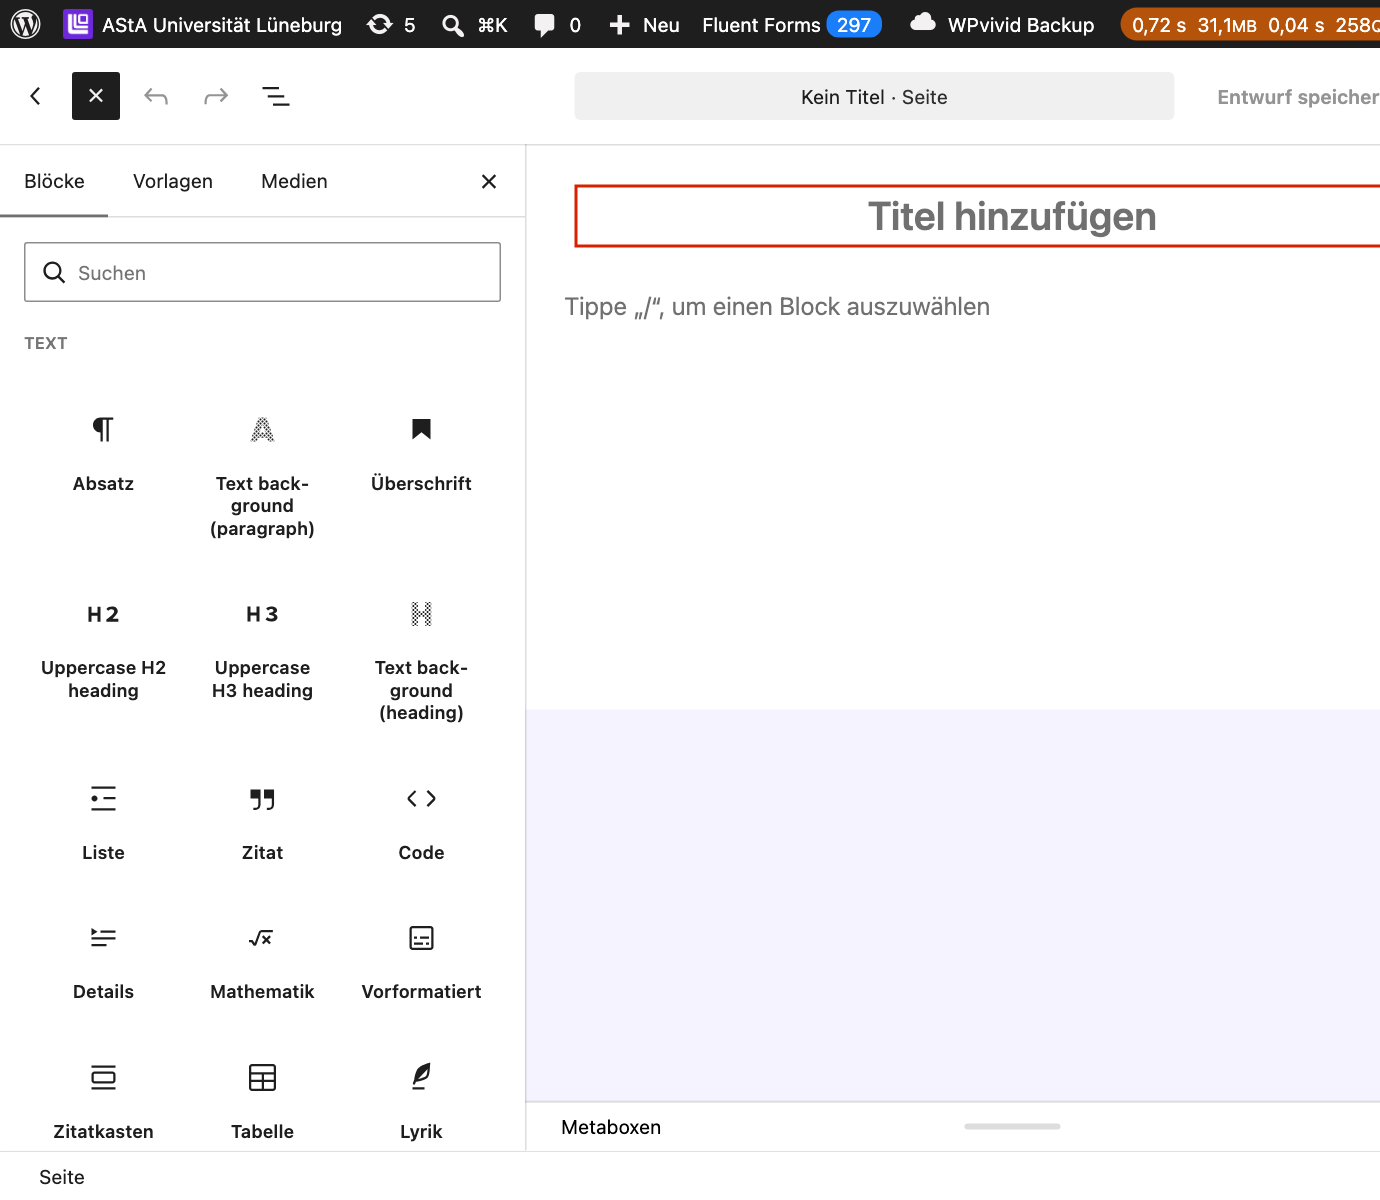 AStA Universität Lüneburg 5 ⌘K 0 Neu Fluent Forms 297 WPvivid Backup 0,72 s 31,1MB 0,04 s 258Q
Kein Titel · Seite
Entwurf speicher
Blöcke Vorlagen Medien
Suchen
TEXT
Absatz
Text back-
ground
(paragraph)
Überschrift
H2
Uppercase H2
heading
H3
Uppercase
H3 heading
H
Text back-
ground
(heading)
Liste
Zitat
Code
Details
Mathematik
Vorformatiert
Zitatkasten
Tabelle
Lyrik
Titel hinzufügen
Tippe „/“, um einen Block auszuwählen
Metaboxen
Seite